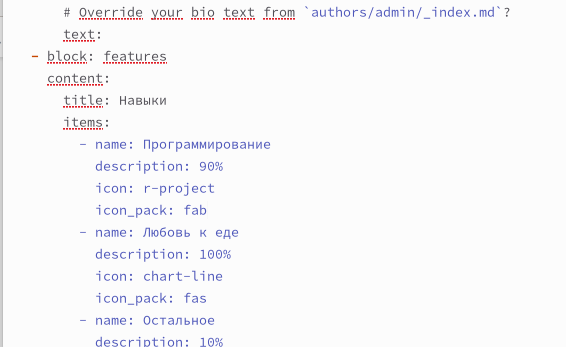 # Override your bio text from `authors/admin/_index.md`?
text:
- block: features
content:
title: Навыки
items:
- name: Программирование
description: 90%
icon: r-project
icon_pack: fab
- name: Любовь к еде
description: 100%
icon: chart-line
icon_pack: fas
- name: Остальное
description: 10%